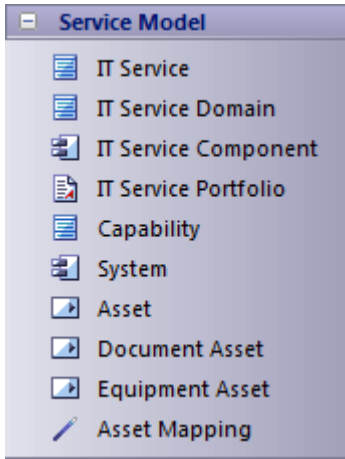 Service Model
IT Service
IT Service Domain
IT Service Component
IT Service Portfolio
Capability
System
Asset
Document Asset
Equipment Asset
Asset Mapping